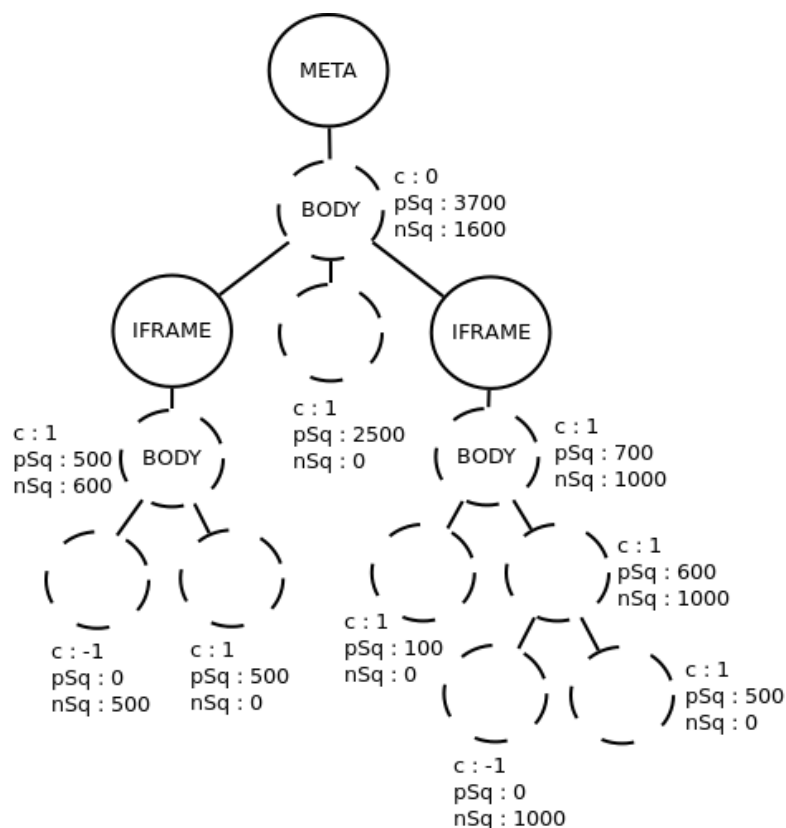 META
BODY
c : 0
pSq : 3700
nSq : 1600
IFRAME
IFRAME
c : 1
pSq : 2500
nSq : 0
c : 1
pSq : 500
nSq : 600
BODY
BODY
c : 1
pSq : 700
nSq : 1000
c : 1
pSq : 600
nSq : 1000
c : -1
pSq : 0
nSq : 500
c : 1
pSq : 500
nSq : 0
c : 1
pSq : 100
nSq : 0
c : 1
pSq : 500
nSq : 0
c : -1
pSq : 0
nSq : 1000